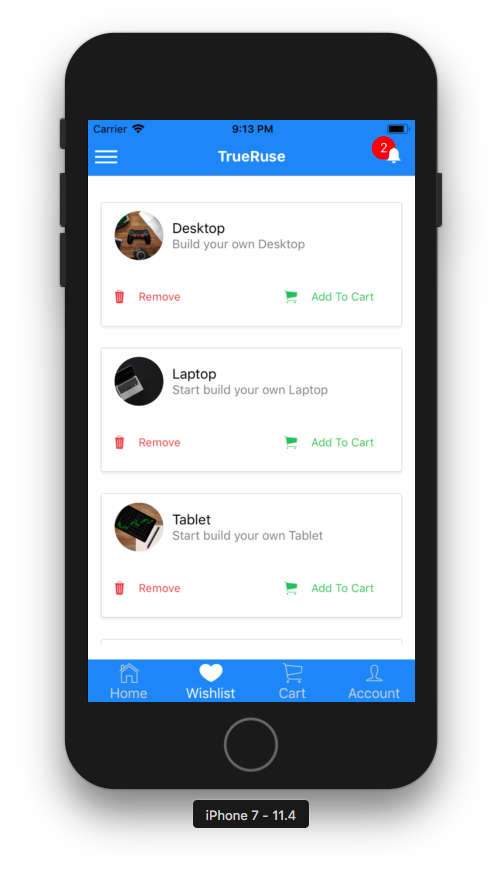 Carrier 9:13 PM
TrueRuse 2
Desktop
Build your own Desktop
Remove Add To Cart
Laptop
Start build your own Laptop
Remove Add To Cart
Tablet
Start build your own Tablet
Remove Add To Cart
Home Wishlist Cart Account
iPhone 7 - 11.4